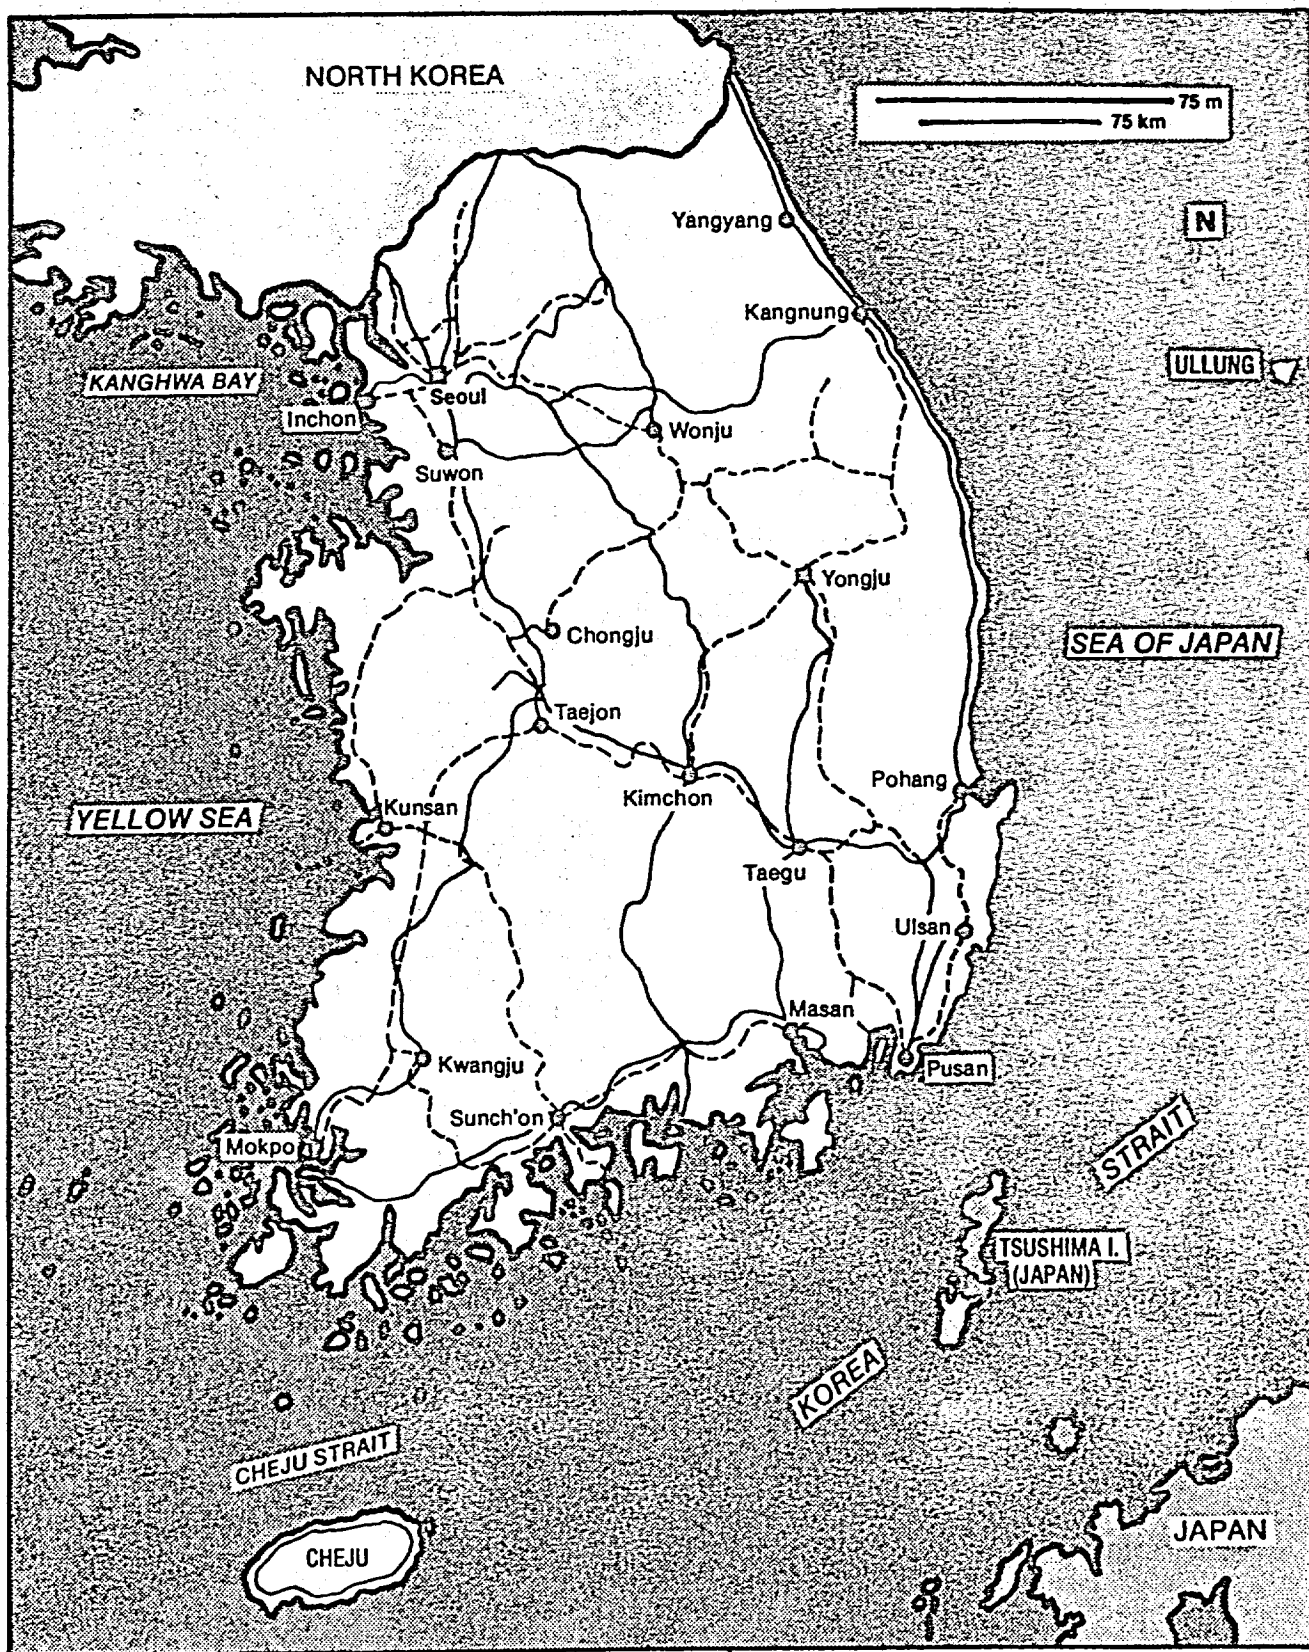 NORTH KOREA
75 m
75 km
Yangyang
N
Kangnung
KANGHWA BAY
ULLUNG
Seoul
Inchon
Wonju
Suwon
Yongju
Chongju
SEA OF JAPAN
Taejon
Pohang
Kimchon
Kunsan
YELLOW SEA
Taegu
Ulsan
Masan
Kwangju
Pusan
Sunch'on
Mokpo
STRAIT
TSUSHIMA I.
(JAPAN)
KOREA
CHEJU STRAIT
JAPAN
CHEJU